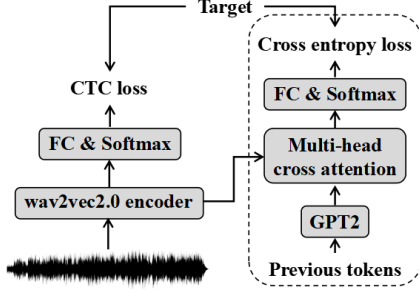 Target
CTC loss
FC & Softmax
wav2vec2.0 encoder
Cross entropy loss
FC & Softmax
Multi-head
cross attention
GPT2
Previous tokens